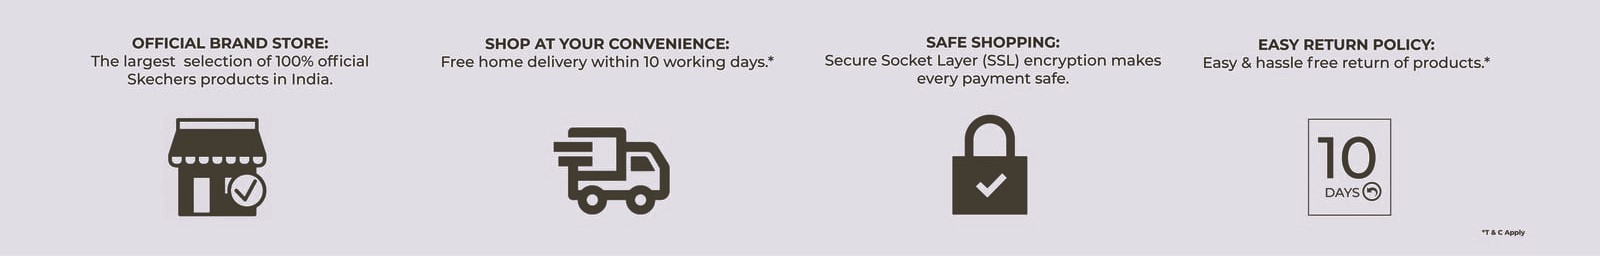 OFFICIAL BRAND STORE:
The largest selection of 100% official
Skechers products in India.
SHOP AT YOUR CONVENIENCE:
Free home delivery within 10 working days.*
SAFE SHOPPING:
Secure Socket Layer (SSL) encryption makes
every payment safe.
EASY RETURN POLICY:
Easy & hassle free return of products.*
10
DAYS
*T & C Apply